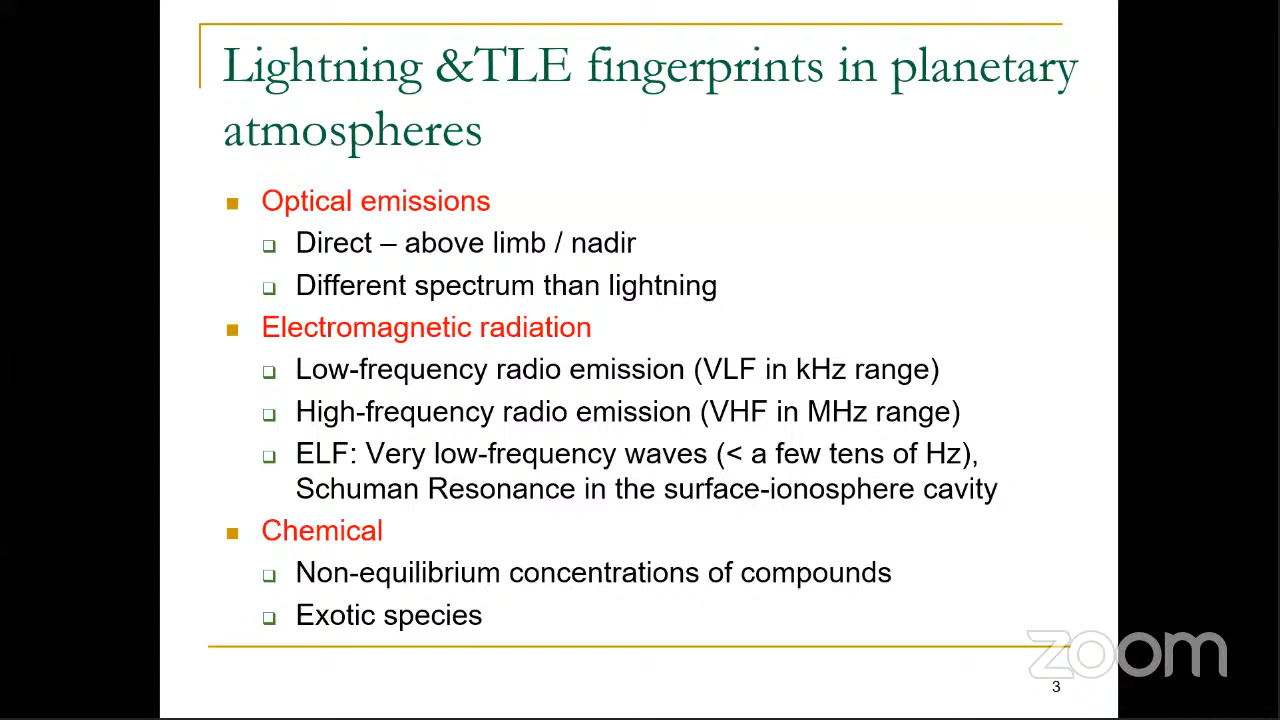 Lightning &TLE fingerprints in planetary
atmospheres
Optical emissions
Direct – above limb / nadir
Different spectrum than lightning
Electromagnetic radiation
Low-frequency radio emission (VLF in kHz range)
High-frequency radio emission (VHF in MHz range)
ELF: Very low-frequency waves (< a few tens of Hz),
Schuman Resonance in the surface-ionosphere cavity
Chemical
Non-equilibrium concentrations of compounds
Exotic species
zoom
3